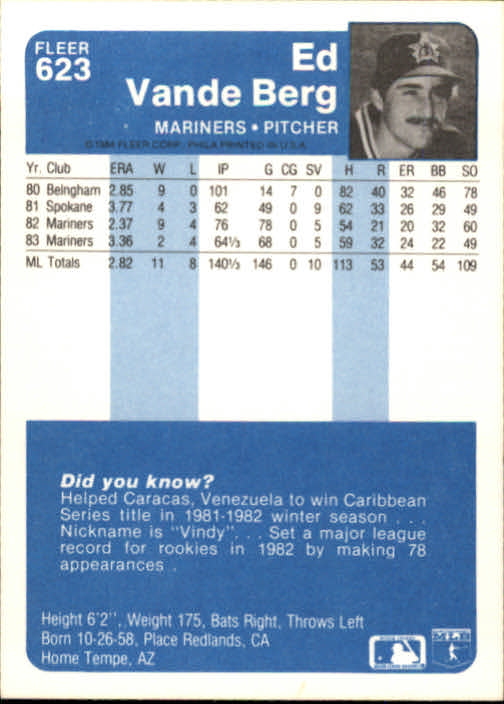 FLEER
623
Ed
Vande Berg
MARINERS • PITCHER
©1984 FLEER CORP. PHILA PRINTED IN U.S.A.
Yr. Club ERA W L IP G CG SV H R ER BB SO
80 Belngham 2.85 9 0 101 14 7 0 82 40 32 46 78
81 Spokane 3.77 4 3 62 49 0 9 62 33 26 29 49
82 Mariners 2.37 9 4 76 78 0 5 54 21 20 32 60
83 Mariners 3.36 2 4 64⅓ 68 0 5 59 32 24 22 49
ML Totals 2.82 11 8 140⅓ 146 0 10 113 53 44 54 109
Did you know?
Helped Caracas, Venezuela to win Caribbean
Series title in 1981-1982 winter season . . .
Nickname is "Vindy". . . Set a major league
record for rookies in 1982 by making 78
appearances .
Height 6'2", Weight 175, Bats Right, Throws Left
Born 10-26-58, Place Redlands, CA
Home Tempe, AZ